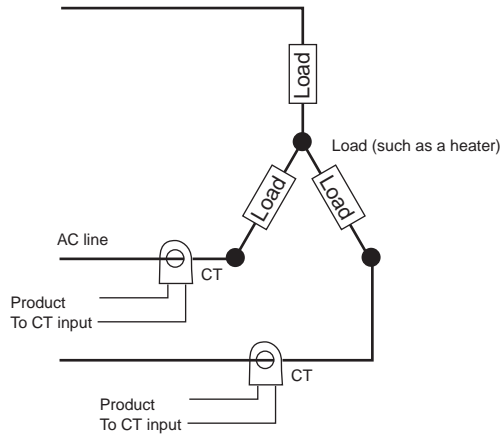 Load
Load (such as a heater)
Load
Load
AC line
CT
Product
To CT input
CT
Product
To CT input